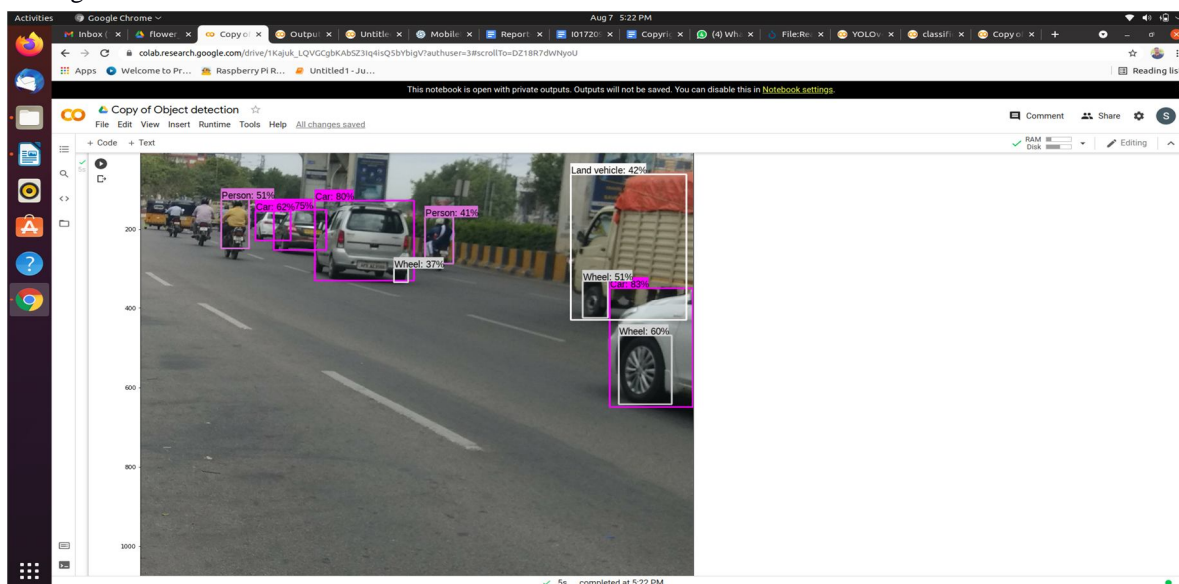 Activities
Google Chrome
Aug 7 5:22 PM
Inbox (
flower_
Copy of
Output
Untitle
Mobile
Report
I01720
Copyric
(4) Wha
FileRe
YOLOv
classifi
Copy of
colab.research.google.com/drive/1Kajuk_LQVGCgbKAbSZ3Iq4isQ5bYbigV?authuser=3#scrollTo=DZ18R7dWNyoU
Apps
Welcome to Pr...
Raspberry Pi R...
Untitled1 - Ju...
Reading lis
This notebook is open with private outputs. Outputs will not be saved. You can disable this in Notebook settings.
Copy of Object detection
Comment
Share
S
File Edit View Insert Runtime Tools Help All changes saved
+ Code + Text
RAM
Disk
Editing
5s
Land vehicle: 42%
Person: 51%
Car: 80%
Car: 62%
75%
Person: 41%
200
Wheel: 37%
Wheel: 51%
Car: 83%
400
Wheel: 60%
600
800
1000
5s completed at 5:22 PM